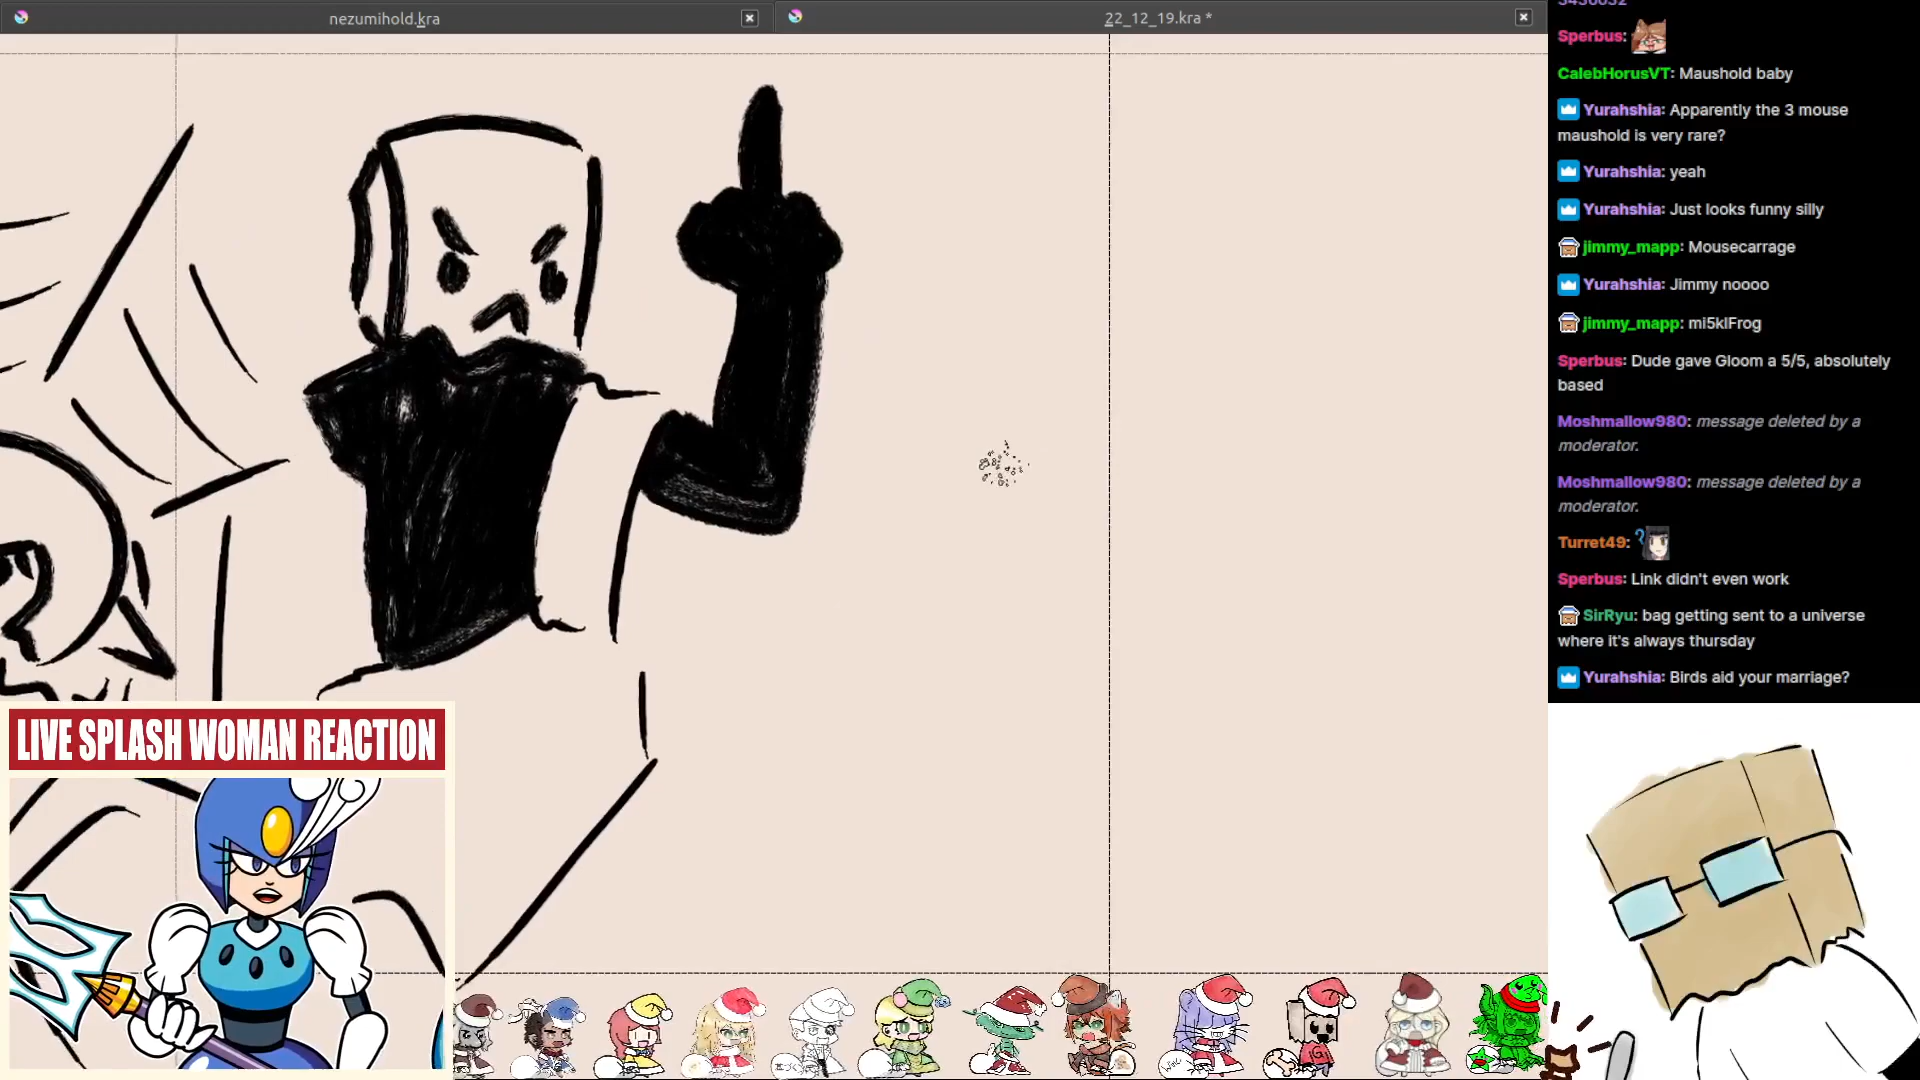 nezumihold.kra
22_12_19.kra *
Sperbus:
CalebHorusVT: Maushold baby
Yurahshia: Apparently the 3 mouse
maushold is very rare?
Yurahshia: yeah
Yurahshia: Just looks funny silly
jimmy_mapp: Mousecarrage
Yurahshia: Jimmy noooo
jimmy_mapp: mi5klFrog
Sperbus: Dude gave Gloom a 5/5, absolutely
based
Moshmallow980: message deleted by a
moderator.
Moshmallow980: message deleted by a
moderator.
Turret49:
Sperbus: Link didn't even work
SirRyu: bag getting sent to a universe
where it's always thursday
Yurahshia: Birds aid your marriage?
LIVE SPLASH WOMAN REACTION